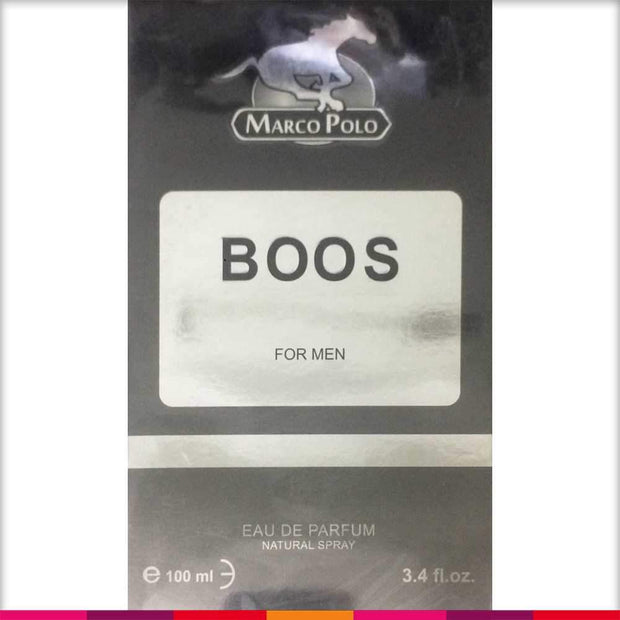 MARCO POLO
BOOS
FOR MEN
EAU DE PARFUM
NATURAL SPRAY
℮ 100 ml
3.4 fl.oz.